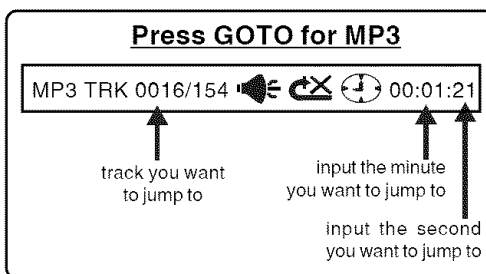 Press GOTO for MP3
MP3 TRK 0016/154 00:01:21
track you want
to jump to
input the minute
you want to jump to
input the second
you want to jump to